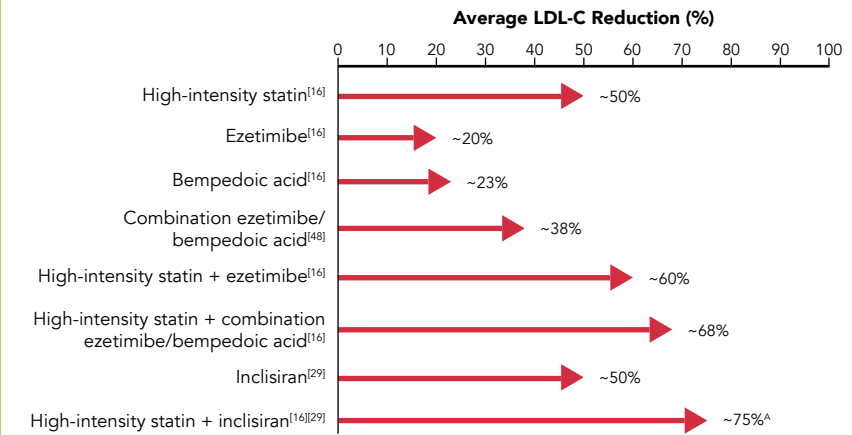 Average LDL-C Reduction (%)
0 10 20 30 40 50 60 70 80 90 100
High-intensity statin[16] ~50%
Ezetimibe[16] ~20%
Bempedoic acid[16] ~23%
Combination ezetimibe/
bempedoic acid[48] ~38%
High-intensity statin + ezetimibe[16] ~60%
High-intensity statin + combination
ezetimibe/bempedoic acid[16] ~68%
Inclisiran[29] ~50%
High-intensity statin + inclisiran[16][29] ~75%A